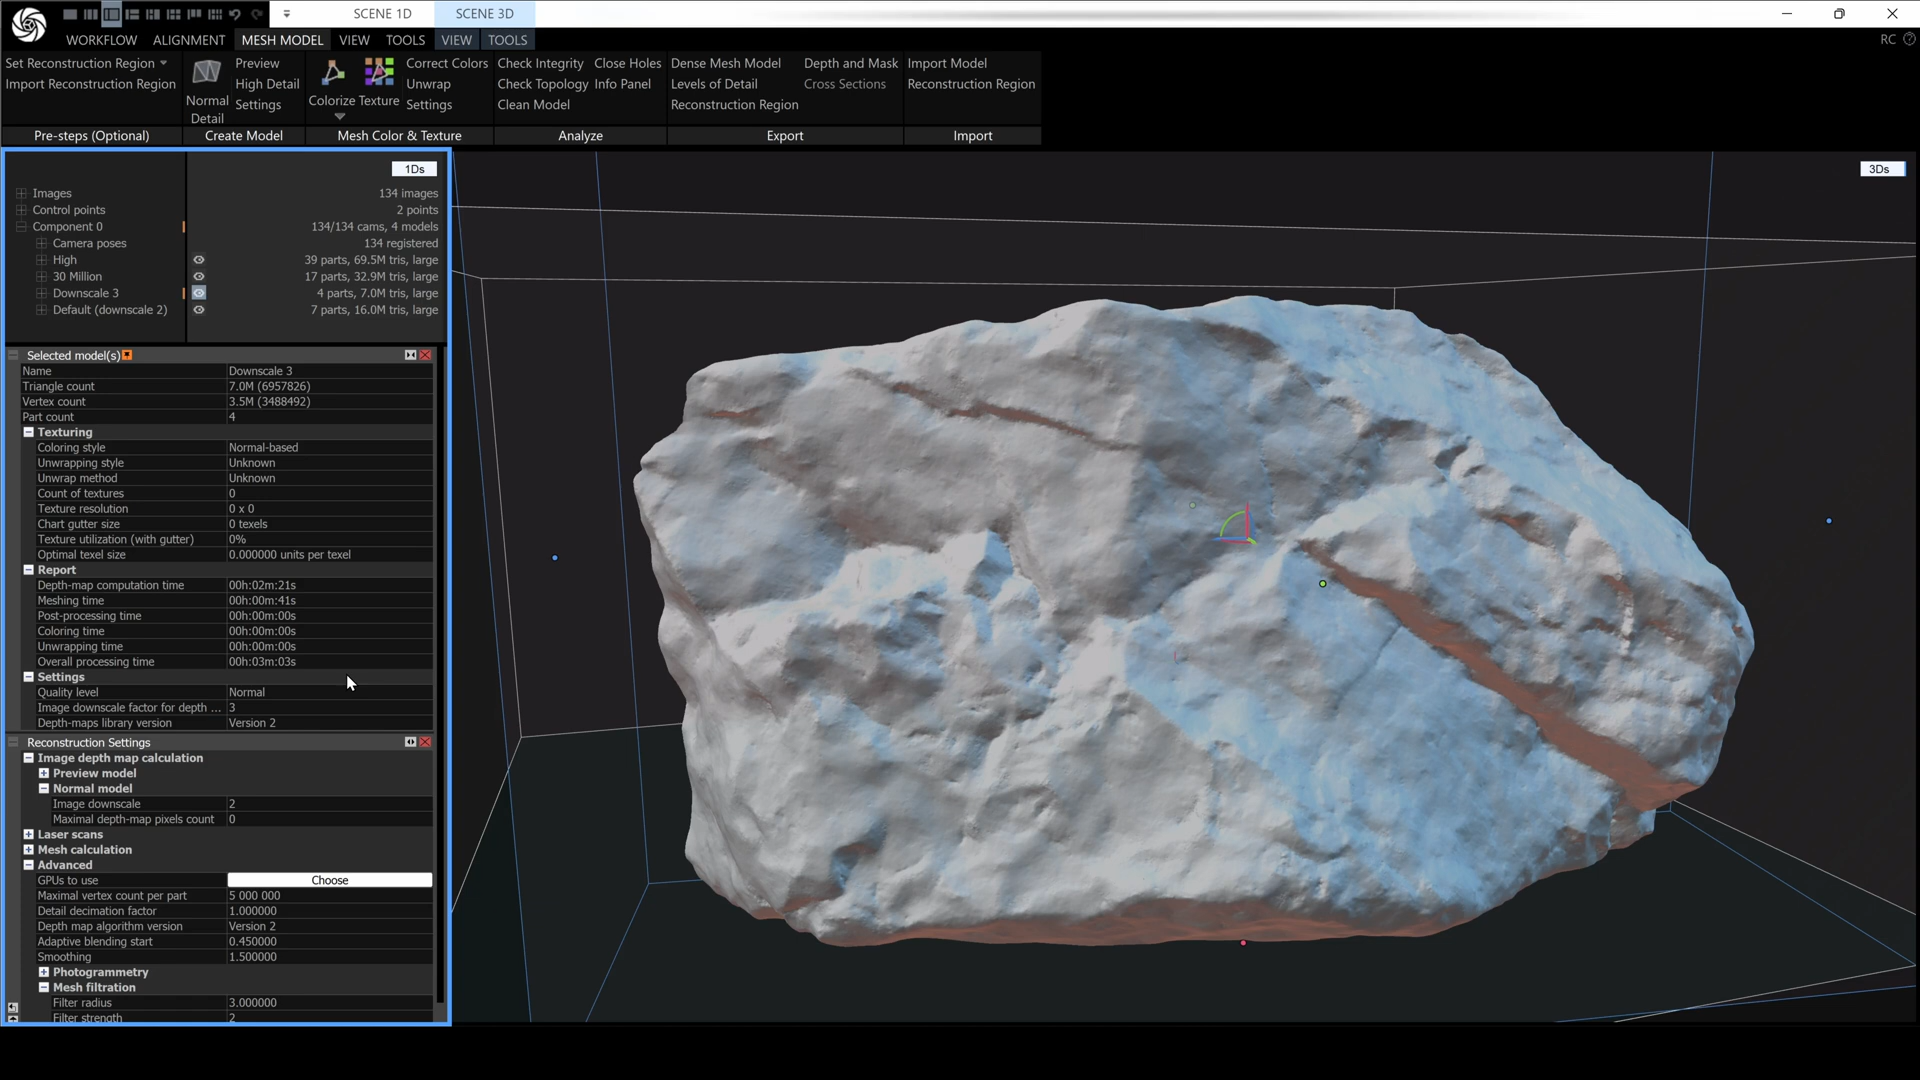 SCENE 1D SCENE 3D
WORKFLOW ALIGNMENT MESH MODEL VIEW TOOLS VIEW TOOLS
RC
Set Reconstruction Region
Import Reconstruction Region
Pre-steps (Optional)
Normal Detail
Preview
High Detail
Settings
Create Model
Colorize Texture
Correct Colors
Unwrap
Settings
Mesh Color & Texture
Check Integrity Close Holes
Check Topology Info Panel
Clean Model
Analyze
Dense Mesh Model Depth and Mask
Levels of Detail Cross Sections
Reconstruction Region
Export
Import Model
Reconstruction Region
Import
1Ds
3Ds
Images 134 images
Control points 2 points
Component 0 134/134 cams, 4 models
Camera poses 134 registered
High 39 parts, 69.5M tris, large
30 Million 17 parts, 32.9M tris, large
Downscale 3 4 parts, 7.0M tris, large
Default (downscale 2) 7 parts, 16.0M tris, large
Selected model(s)
Name Downscale 3
Triangle count 7.0M (6957826)
Vertex count 3.5M (3488492)
Part count 4
Texturing
Coloring style Normal-based
Unwrapping style Unknown
Unwrap method Unknown
Count of textures 0
Texture resolution 0 x 0
Chart gutter size 0 texels
Texture utilization (with gutter) 0%
Optimal texel size 0.000000 units per texel
Report
Depth-map computation time 00h:02m:21s
Meshing time 00h:00m:41s
Post-processing time 00h:00m:00s
Coloring time 00h:00m:00s
Unwrapping time 00h:00m:00s
Overall processing time 00h:03m:03s
Settings
Quality level Normal
Image downscale factor for depth ... 3
Depth-maps library version Version 2
Reconstruction Settings
Image depth map calculation
Preview model
Normal model
Image downscale 2
Maximal depth-map pixels count 0
Laser scans
Mesh calculation
Advanced
GPUs to use Choose
Maximal vertex count per part 5 000 000
Detail decimation factor 1.000000
Depth map algorithm version Version 2
Adaptive blending start 0.450000
Smoothing 1.500000
Photogrammetry
Mesh filtration
Filter radius 3.000000
Filter strength 2